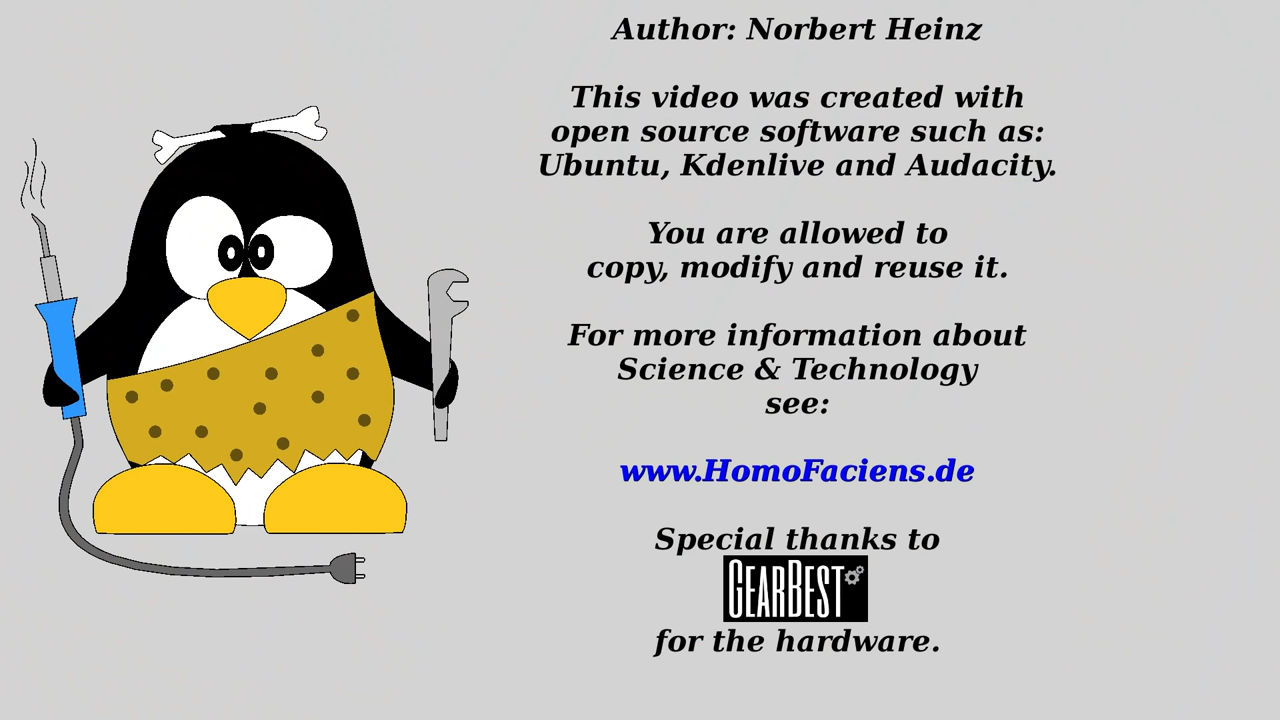 Author: Norbert Heinz
This video was created with
open source software such as:
Ubuntu, Kdenlive and Audacity.
You are allowed to
copy, modify and reuse it.
For more information about
Science & Technology
see:
www.HomoFaciens.de
Special thanks to
GEARBEST
for the hardware.